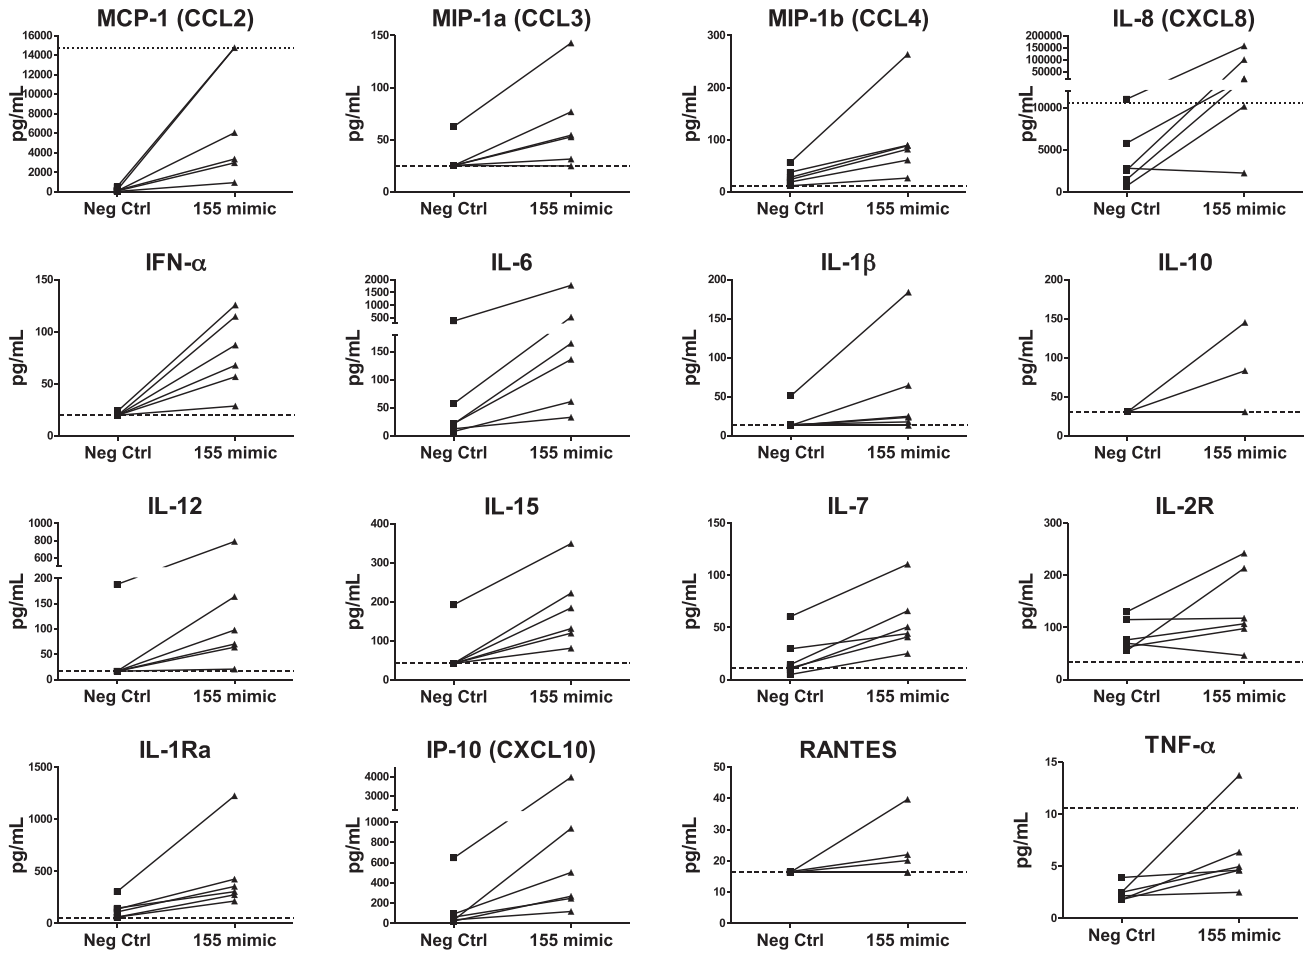 MCP-1 (CCL2)
pg/mL
16000
14000
12000
10000
8000
6000
4000
2000
0
Neg Ctrl 155 mimic
MIP-1a (CCL3)
pg/mL
150
100
50
0
Neg Ctrl 155 mimic
MIP-1b (CCL4)
pg/mL
300
200
100
0
Neg Ctrl 155 mimic
IL-8 (CXCL8)
pg/mL
200000
150000
100000
50000
10000
5000
0
Neg Ctrl 155 mimic
IFN-α
pg/mL
150
100
50
0
Neg Ctrl 155 mimic
IL-6
pg/mL
2000
1500
1000
500
150
100
50
0
Neg Ctrl 155 mimic
IL-1β
pg/mL
200
150
100
50
0
Neg Ctrl 155 mimic
IL-10
pg/mL
200
150
100
50
0
Neg Ctrl 155 mimic
IL-12
pg/mL
1000
800
600
200
150
100
50
0
Neg Ctrl 155 mimic
IL-15
pg/mL
400
300
200
100
0
Neg Ctrl 155 mimic
IL-7
pg/mL
150
100
50
0
Neg Ctrl 155 mimic
IL-2R
pg/mL
300
200
100
0
Neg Ctrl 155 mimic
IL-1Ra
pg/mL
1500
1000
500
0
Neg Ctrl 155 mimic
IP-10 (CXCL10)
pg/mL
4000
3000
1000
800
600
400
200
0
Neg Ctrl 155 mimic
RANTES
pg/mL
50
40
30
20
10
0
Neg Ctrl 155 mimic
TNF-α
pg/mL
15
10
5
0
Neg Ctrl 155 mimic